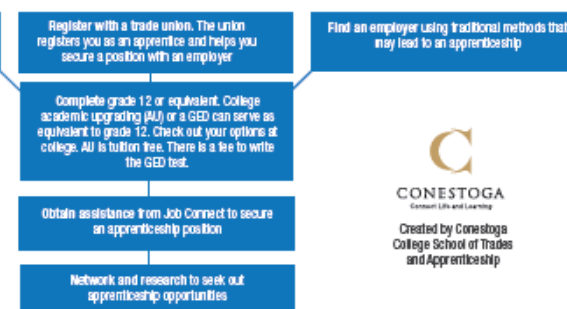 Register with a trade union. The union
registers you as an apprentice and helps you
secure a position with an employer
Find an employer using traditional methods that
may lead to an apprenticeship
Complete grade 12 or equivalent. College
academic upgrading (AU) or a GED can serve as
equivalent to grade 12. Check out your options at
college. AU is tuition free. There is a fee to write
the GED test.
Obtain assistance from Job Connect to secure
an apprenticeship position
Network and research to seek out
apprenticeship opportunities
C
CONESTOGA
Connect Life and Learning
Created by Conestoga
College School of Trades
and Apprenticeship